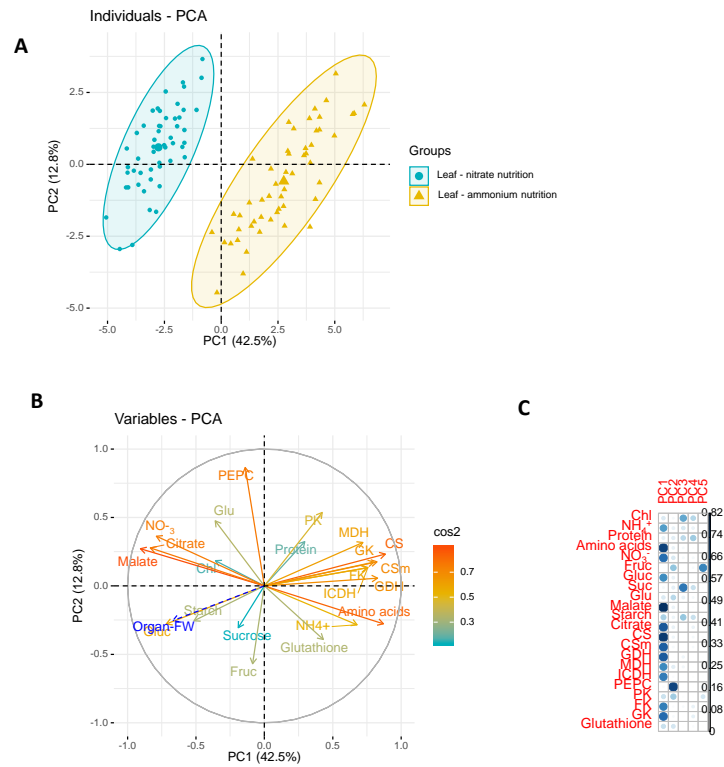 Individuals - PCA
A
2.5
0.0
-2.5
-5.0
PC2 (12.8%)
-5.0 -2.5 0.0 2.5 5.0
PC1 (42.5%)
Groups
Leaf - nitrate nutrition
Leaf - ammonium nutrition
B
Variables - PCA
1.0
0.5
0.0
-0.5
-1.0
PC2 (12.8%)
PEPC
Glu
PK
NO-3
MDH
Citrate
Protein
CS
GK
Malate
Chl
CSm
FK
GDH
ICDH
Starch
Amino acids
Organ-FW
Gluc
Sucrose
NH4+
Glutathione
Fruc
-1.0 -0.5 0.0 0.5 1.0
PC1 (42.5%)
cos2
0.7
0.5
0.3
C
PC1 PC2 PC3 PC4 PC5
Chl
NH4+
Protein
Amino acids
NO3-
Fruc
Gluc
Suc
Glu
Malate
Starch
Citrate
CS
CSm
GDH
MDH
ICDH
PEPC
PK
FK
GK
Glutathione
0.82
0.74
0.66
0.57
0.49
0.41
0.33
0.25
0.16
0.08
0